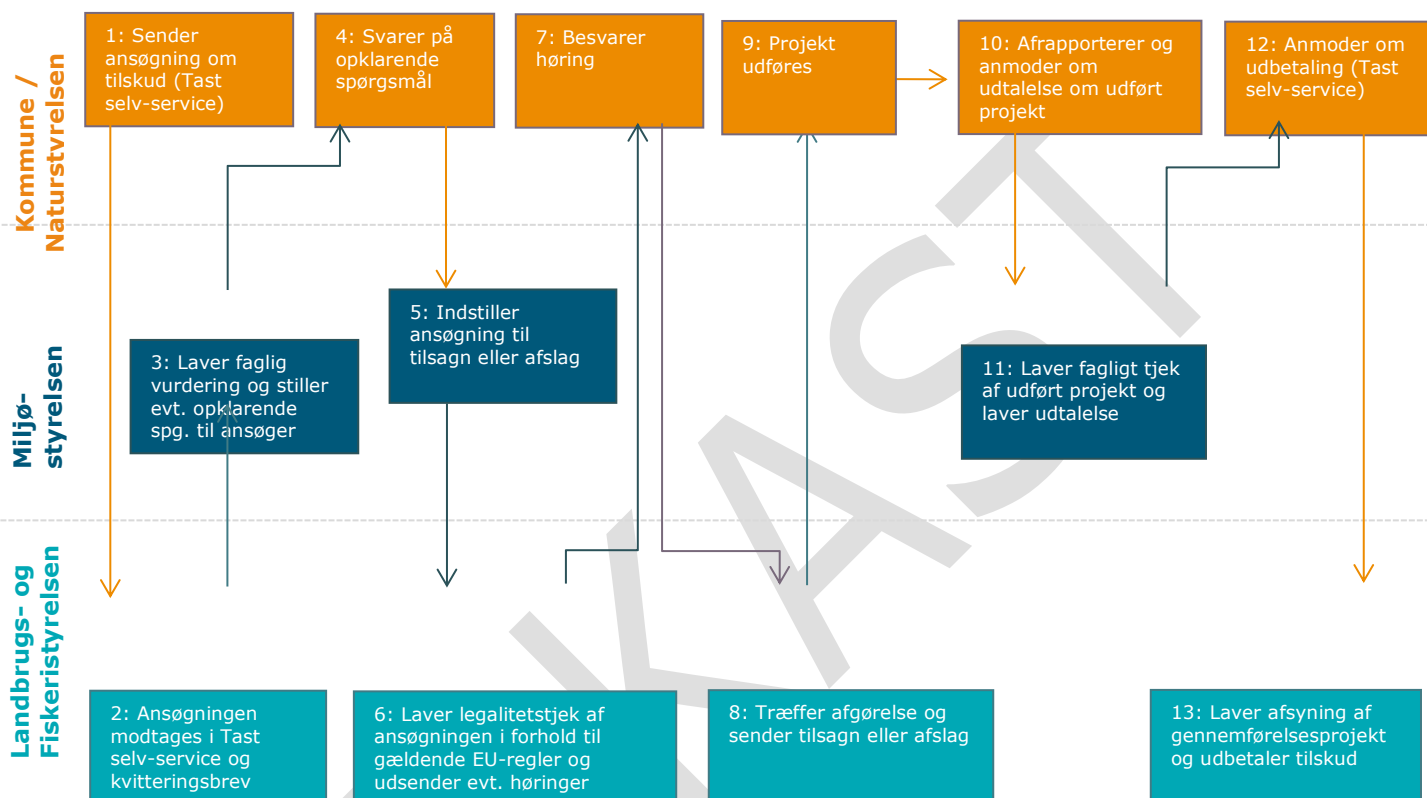 Kommune /
Naturstvrelsen
1: Sender
ansøgning om
tilskud (Tast
selv-service)
4: Svarer på
opklarende
spørgsmål
7: Besvarer
høring
9: Projekt
udføres
10: Afrapporterer og
anmoder om
udtalelse om udført
projekt
12: Anmoder om
udbetaling (Tast
selv-service)
Miljø-
styrelsen
3: Laver faglig
vurdering og stiller
evt. opklarende
spg. til ansøger
5: Indstiller
ansøgning til
tilsagn eller afslag
11: Laver fagligt tjek
af udført projekt og
laver udtalelse
Landbrugs- og
Fiskeristyrelsen
2: Ansøgningen
modtages i Tast
selv-service og
kvitteringsbrev
6: Laver legalitetstjek af
ansøgningen i forhold til
gældende EU-regler og
udsender evt. høringer
8: Træffer afgørelse og
sender tilsagn eller afslag
13: Laver afsyning af
gennemførelsesprojekt
og udbetaler tilskud
KAST